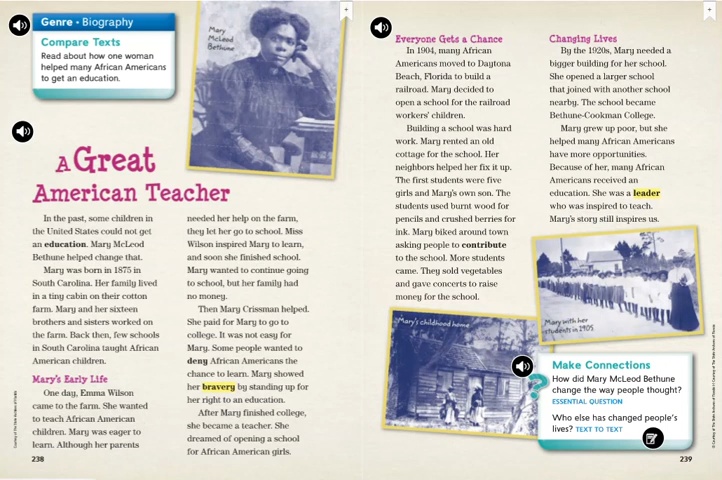 Genre • Biography
Compare Texts
Read about how one woman
helped many African Americans
to get an education.
Mary
McLeod
Bethune
A Great
American Teacher
In the past, some children in
the United States could not get
an education. Mary McLeod
Bethune helped change that.
Mary was born in 1875 in
South Carolina. Her family lived
in a tiny cabin on their cotton
farm. Mary and her sixteen
brothers and sisters worked on
the farm. Back then, few schools
in South Carolina taught African
American children.
Mary's Early Life
One day, Emma Wilson
came to the farm. She wanted
to teach African American
children. Mary was eager to
learn. Although her parents
238
needed her help on the farm,
they let her go to school. Miss
Wilson inspired Mary to learn,
and soon she finished school.
Mary wanted to continue going
to school, but her family had
no money.
Then Mary Crissman helped.
She paid for Mary to go to
college. It was not easy for
Mary. Some people wanted to
deny African Americans the
chance to learn. Mary showed
her bravery by standing up for
her right to an education.
After Mary finished college,
she became a teacher. She
dreamed of opening a school
for African American girls.
Everyone Gets a Chance
In 1904, many African
Americans moved to Daytona
Beach, Florida to build a
railroad. Mary decided to
open a school for the railroad
workers' children.
Building a school was hard
work. Mary rented an old
cottage for the school. Her
neighbors helped her fix it up.
The first students were five
girls and Mary's own son. The
students used burnt wood for
pencils and crushed berries for
ink. Mary biked around town
asking people to contribute
to the school. More students
came. They sold vegetables
and gave concerts to raise
money for the school.
Mary's childhood home
Changing Lives
By the 1920s, Mary needed a
bigger building for her school.
She opened a larger school
that joined with another school
nearby. The school became
Bethune-Cookman College.
Mary grew up poor, but she
helped many African Americans
have more opportunities.
Because of her, many African
Americans received an
education. She was a leader
who was inspired to teach.
Mary's story still inspires us.
Mary with her
students in 1905
Make Connections
How did Mary McLeod Bethune
change the way people thought?
ESSENTIAL QUESTION
Who else has changed people's
lives? TEXT TO TEXT
239